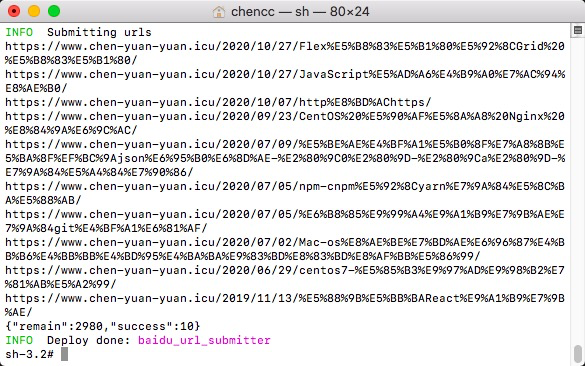 chencc — sh — 80×24
INFO  Submitting urls
https://www.chen-yuan-yuan.icu/2020/10/27/Flex%E5%B8%83%E5%B1%80%E5%92%8CGrid%20
%E5%B8%83%E5%B1%80/
https://www.chen-yuan-yuan.icu/2020/10/27/JavaScript%E5%AD%A6%E4%B9%A0%E7%AC%94%
E8%AE%B0/
https://www.chen-yuan-yuan.icu/2020/10/07/http%E8%BD%AChttps/
https://www.chen-yuan-yuan.icu/2020/09/23/CentOS%20%E5%90%AF%E5%8A%A8%20Nginx%20
%E8%84%9A%E6%9C%AC/
https://www.chen-yuan-yuan.icu/2020/07/09/%E5%BE%AE%E4%BF%A1%E5%B0%8F%E7%A8%8B%E
5%BA%8F%EF%BC%9Ajson%E6%95%B0%E6%8D%AE-%E2%80%9C0%E2%80%9D-%E2%80%9Ca%E2%80%9D-%
E7%9A%84%E5%A4%84%E7%90%86/
https://www.chen-yuan-yuan.icu/2020/07/05/npm-cnpm%E5%92%8Cyarn%E7%9A%84%E5%8C%B
A%E5%88%AB/
https://www.chen-yuan-yuan.icu/2020/07/05/%E6%B8%85%E9%99%A4%E9%A1%B9%E7%9B%AE%E
7%9A%84git%E4%BF%A1%E6%81%AF/
https://www.chen-yuan-yuan.icu/2020/07/02/Mac-os%E8%AE%BE%E7%BD%AE%E6%96%87%E4%B
B%B6%E4%BB%BB%E4%BD%95%E4%BA%BA%E9%83%BD%E8%83%BD%E8%AF%BB%E5%86%99/
https://www.chen-yuan-yuan.icu/2020/06/29/centos7-%E5%85%B3%E9%97%AD%E9%98%B2%E7
%81%AB%E5%A2%99/
https://www.chen-yuan-yuan.icu/2019/11/13/%E5%88%9B%E5%BB%BAReact%E9%A1%B9%E7%9B
%AE/
{"remain":2980,"success":10}
INFO  Deploy done: baidu_url_submitter
sh-3.2#